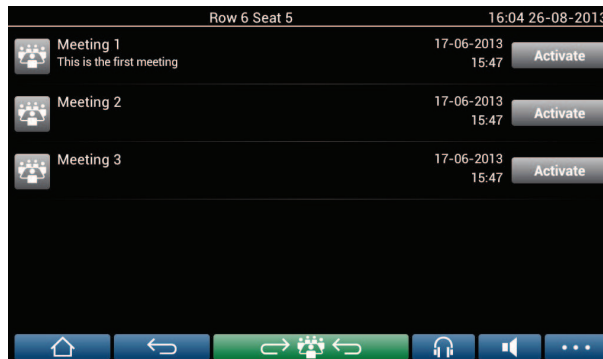 Row 6 Seat 5 16:04 26-08-2013
Meeting 1 17-06-2013
This is the first meeting 15:47 Activate
Meeting 2 17-06-2013
15:47 Activate
Meeting 3 17-06-2013
15:47 Activate